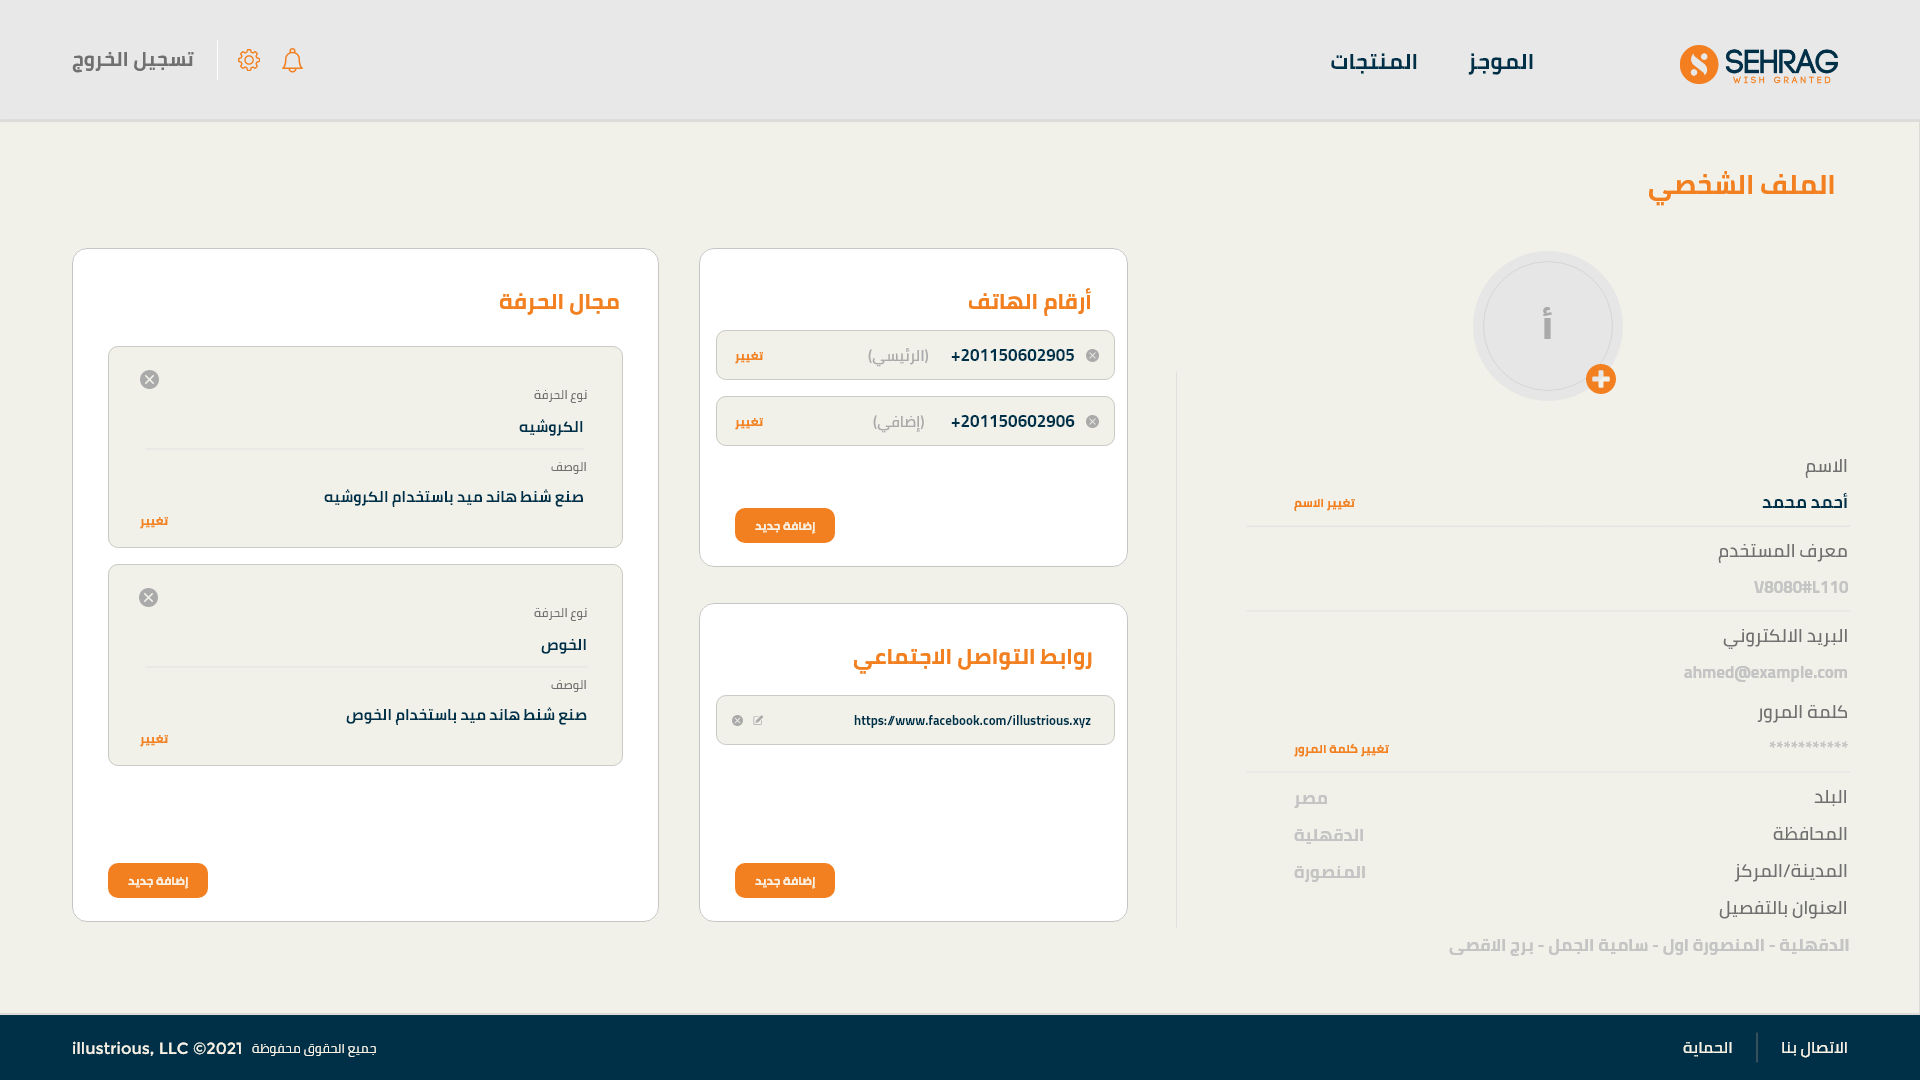 SEHRAG
WISH GRANTED
الموجز
المنتجات
تسجيل الخروج
الملف الشخصي
أ
الاسم
أحمد محمد
تغيير الاسم
معرف المستخدم
V8080#L110
البريد الالكتروني
ahmed@example.com
كلمة المرور
***********
تغيير كلمة المرور
البلد
مصر
المحافظة
الدقهلية
المدينة/المركز
المنصورة
العنوان بالتفصيل
الدقهلية - المنصورة اول - سامية الجمل - برج الاقصى
أرقام الهاتف
+201150602905
(الرئيسي)
تغيير
+201150602906
(إضافي)
تغيير
إضافة جديد
روابط التواصل الاجتماعي
https://www.facebook.com/illustrious.xyz
إضافة جديد
مجال الحرفة
نوع الحرفة
الكروشيه
الوصف
صنع شنط هاند ميد باستخدام الكروشيه
تغيير
نوع الحرفة
الخوص
الوصف
صنع شنط هاند ميد باستخدام الخوص
تغيير
إضافة جديد
الاتصال بنا
الحماية
جميع الحقوق محفوظة
illustrious, LLC ©2021